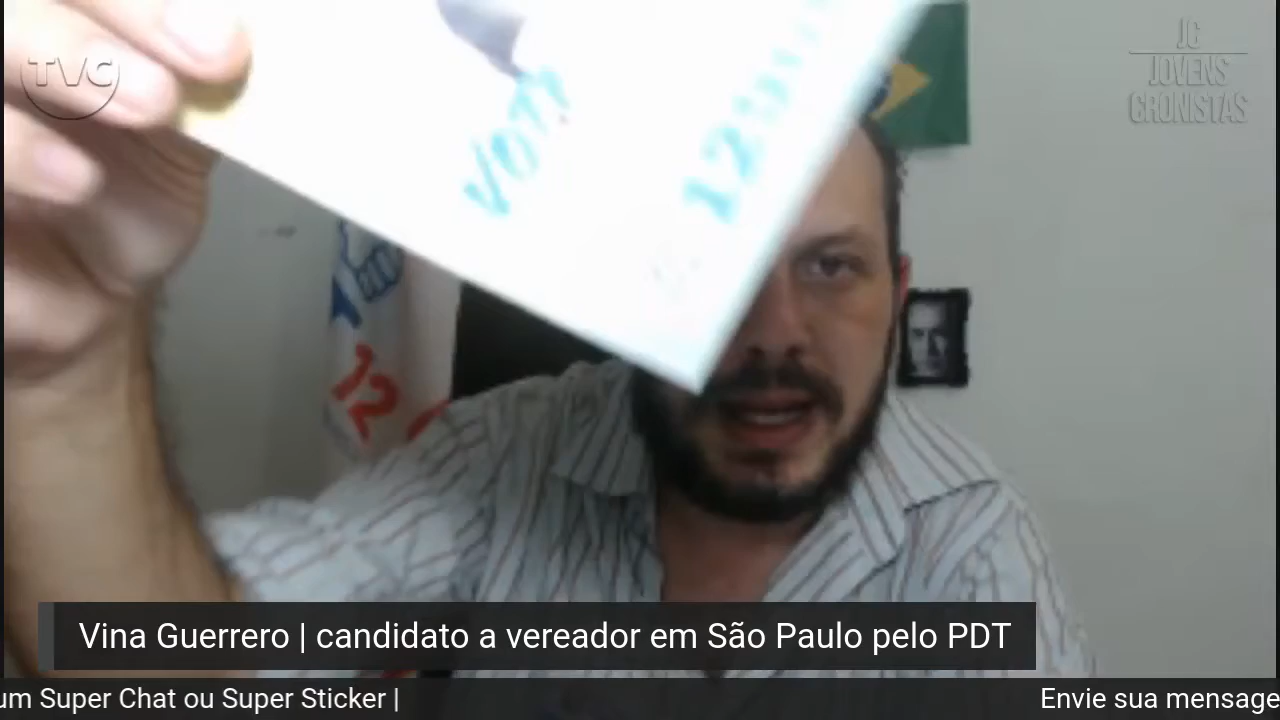 TVC
JC
JOVENS
CRONISTAS
12
Vina Guerrero | candidato a vereador em São Paulo pelo PDT
um Super Chat ou Super Sticker |
Envie sua mensage